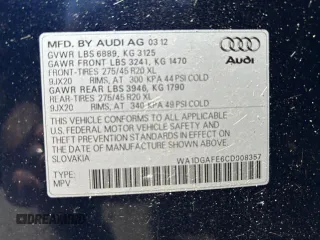 MFD. BY AUDI AG 03 12
GVWR LBS 6889, KG 3125
GAWR FRONT LBS 3241, KG 1470
FRONT-TIRES 275/45 R20 XL
9JX20 RIMS, AT 300 KPA 44 PSI COLD
GAWR REAR LBS 3946, KG 1790
REAR-TIRES 275/45 R20 XL
9JX20 RIMS, AT 340 KPA 49 PSI COLD
Audi
THIS VEHICLE CONFORMS TO ALL APPLICABLE
U.S. FEDERAL MOTOR VEHICLE SAFETY AND
THEFT PREVENTION STANDARDS IN EFFECT ON THE
DATE OF MANUFACTURE SHOWN ABOVE.
SLOVAKIA
WA1DGAFE6CD008357
TYPE:
MPV